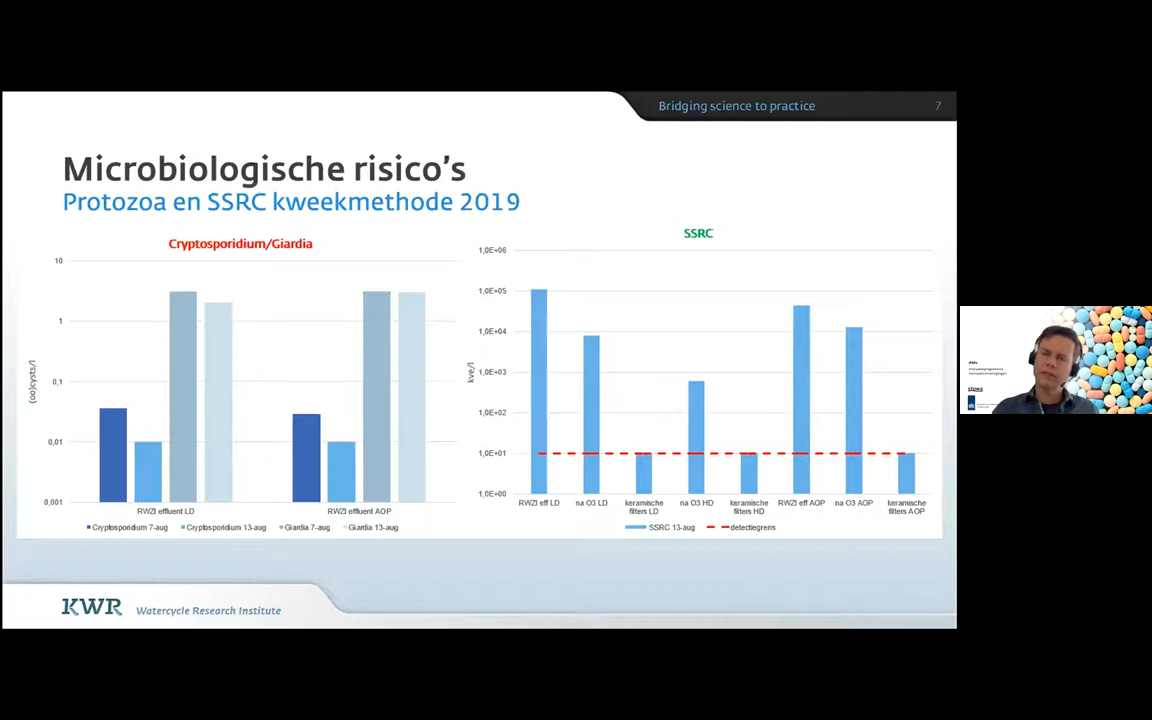 Bridging science to practice 7
Microbiologische risico's
Protozoa en SSRC kweekmethode 2019
Cryptosporidium/Giardia
10
1
0,1
0,01
0,001
(oo)cysts/l
RWZI effluent LD
RWZI effluent AOP
Cryptosporidium 7-aug
Cryptosporidium 13-aug
Giardia 7-aug
Giardia 13-aug
SSRC
1,0E+06
1,0E+05
1,0E+04
1,0E+03
1,0E+02
1,0E+01
1,0E+00
kve/l
RWZI eff LD
na O3 LD
keramische
filters LD
na O3 HD
keramische
filters HD
RWZI eff AOP
na O3 AOP
keramische
filters AOP
SSRC 13-aug
detectiegrens
KWR Watercycle Research Institute
stowa